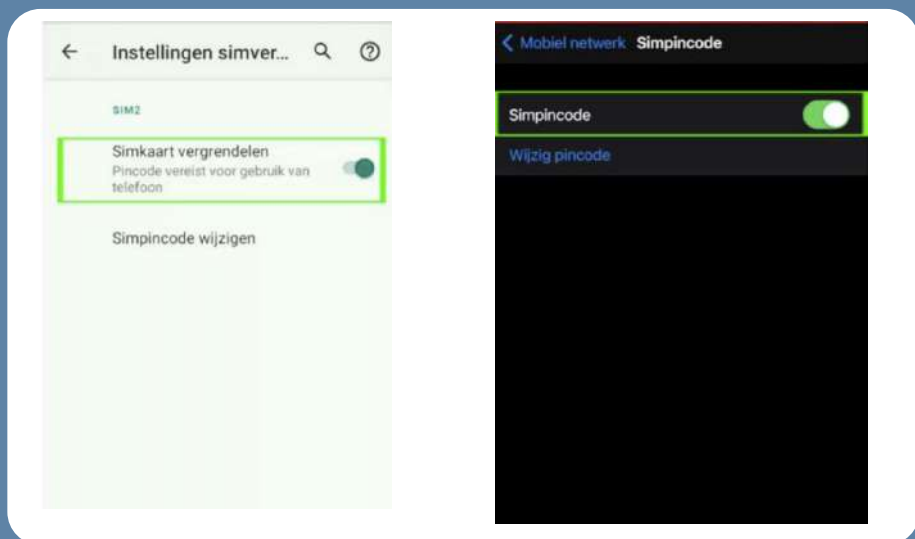 Instellingen simver...
SIM2
Simkaart vergrendelen
Pincode vereist voor gebruik van
telefoon
Simpincode wijzigen
Mobiel netwerk Simpincode
Simpincode
Wijzig pincode